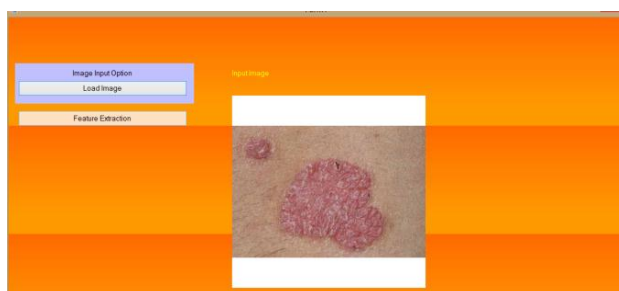 Image Input Option
Load Image
Input Image
Feature Extraction